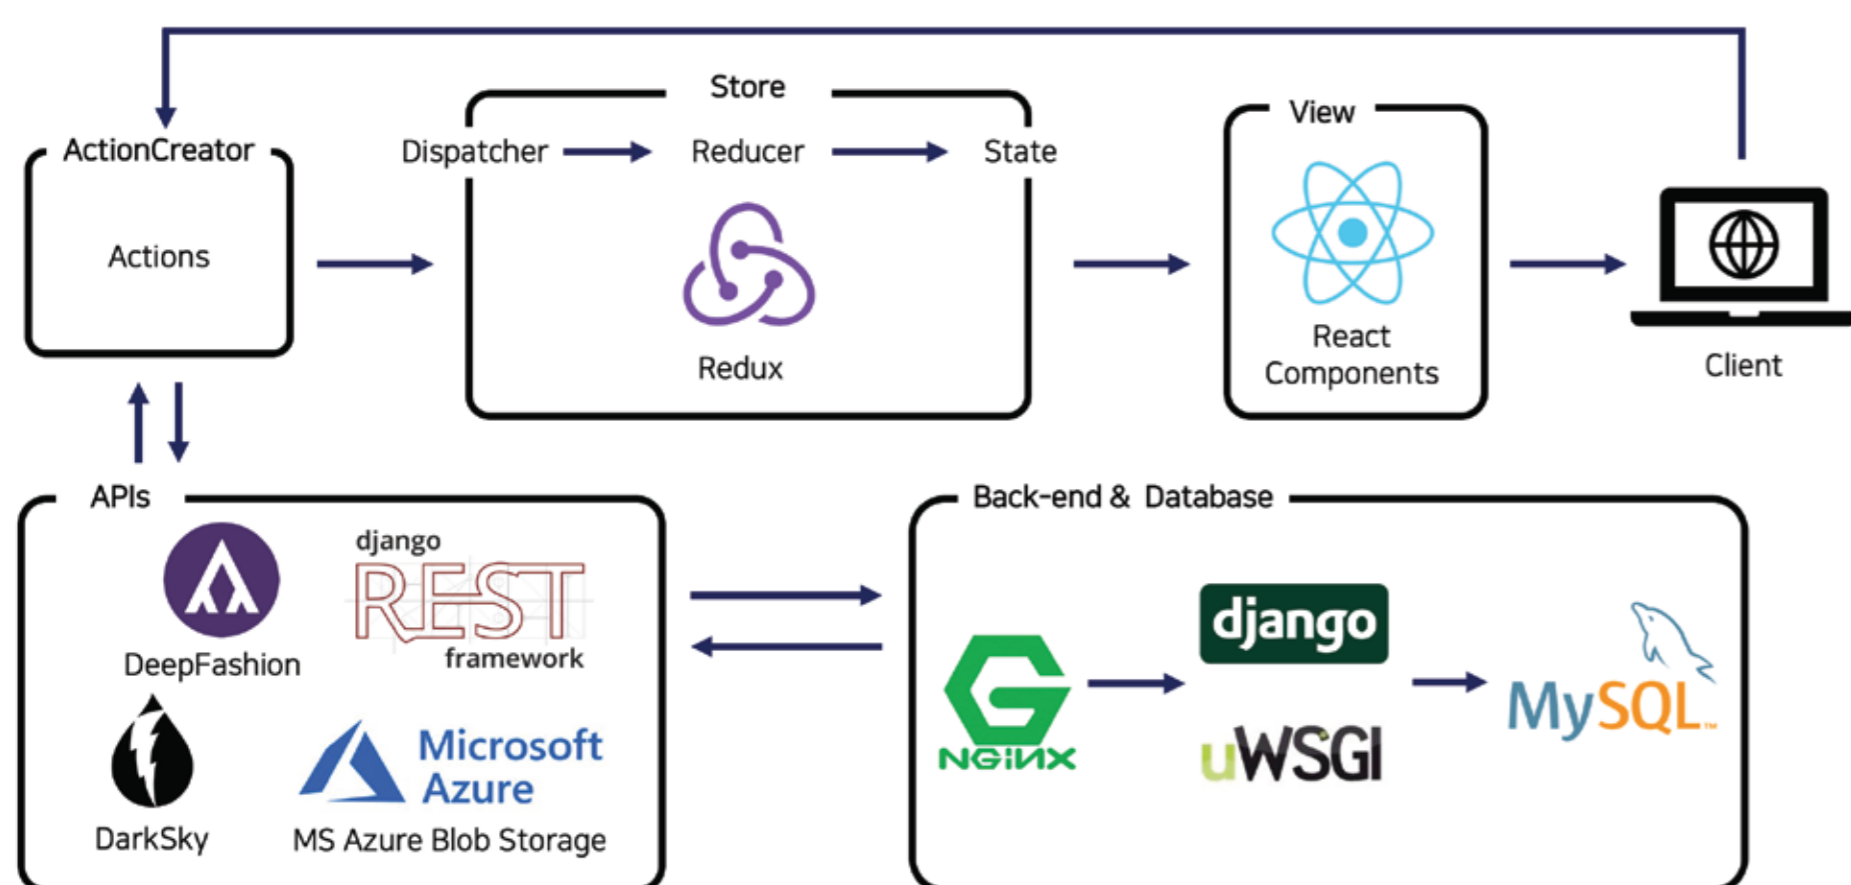 Store
View
ActionCreator
Dispatcher
Reducer
State
Actions
Redux
React
Components
Client
APIs
django
REST
framework
DeepFashion
Microsoft
Azure
DarkSky
MS Azure Blob Storage
Back-end & Database
NGiNX
django
uWSGI
MySQL™